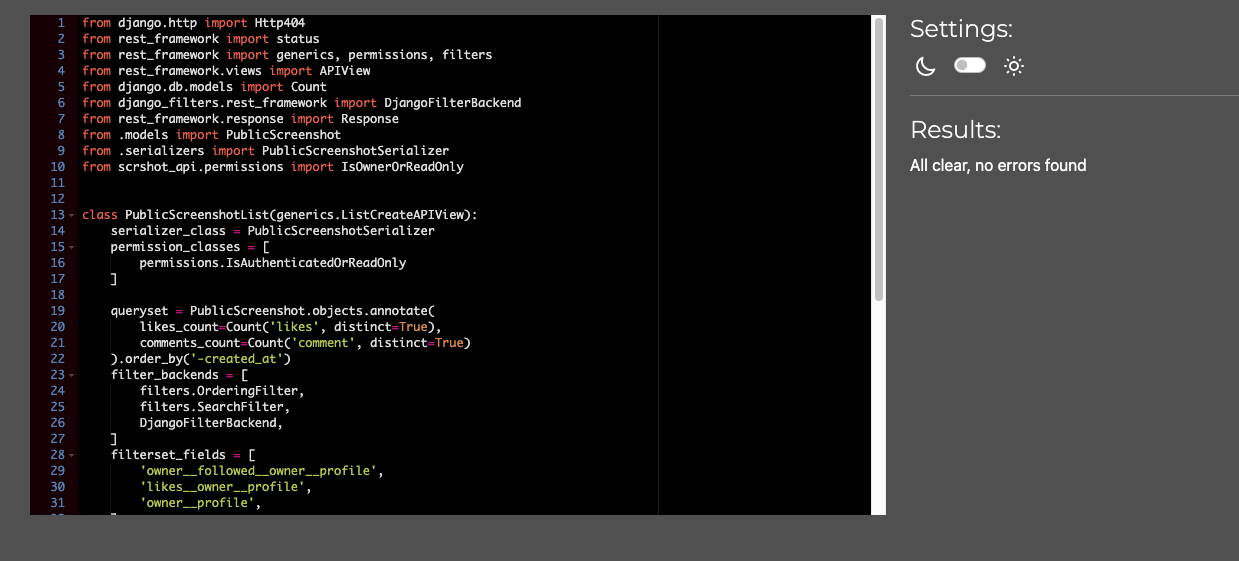 1 from django.http import Http404
2 from rest_framework import status
3 from rest_framework import generics, permissions, filters
4 from rest_framework.views import APIView
5 from django.db.models import Count
6 from django_filters.rest_framework import DjangoFilterBackend
7 from rest_framework.response import Response
8 from .models import PublicScreenshot
9 from .serializers import PublicScreenshotSerializer
10 from scrshot_api.permissions import IsOwnerOrReadOnly
11
12
13 class PublicScreenshotList(generics.ListCreateAPIView):
14     serializer_class = PublicScreenshotSerializer
15     permission_classes = [
16         permissions.IsAuthenticatedOrReadOnly
17     ]
18
19     queryset = PublicScreenshot.objects.annotate(
20         likes_count=Count('likes', distinct=True),
21         comments_count=Count('comment', distinct=True)
22     ).order_by('-created_at')
23     filter_backends = [
24         filters.OrderingFilter,
25         filters.SearchFilter,
26         DjangoFilterBackend,
27     ]
28     filterset_fields = [
29         'owner__followed__owner__profile',
30         'likes__owner__profile',
31         'owner__profile',
Settings:
Results:
All clear, no errors found